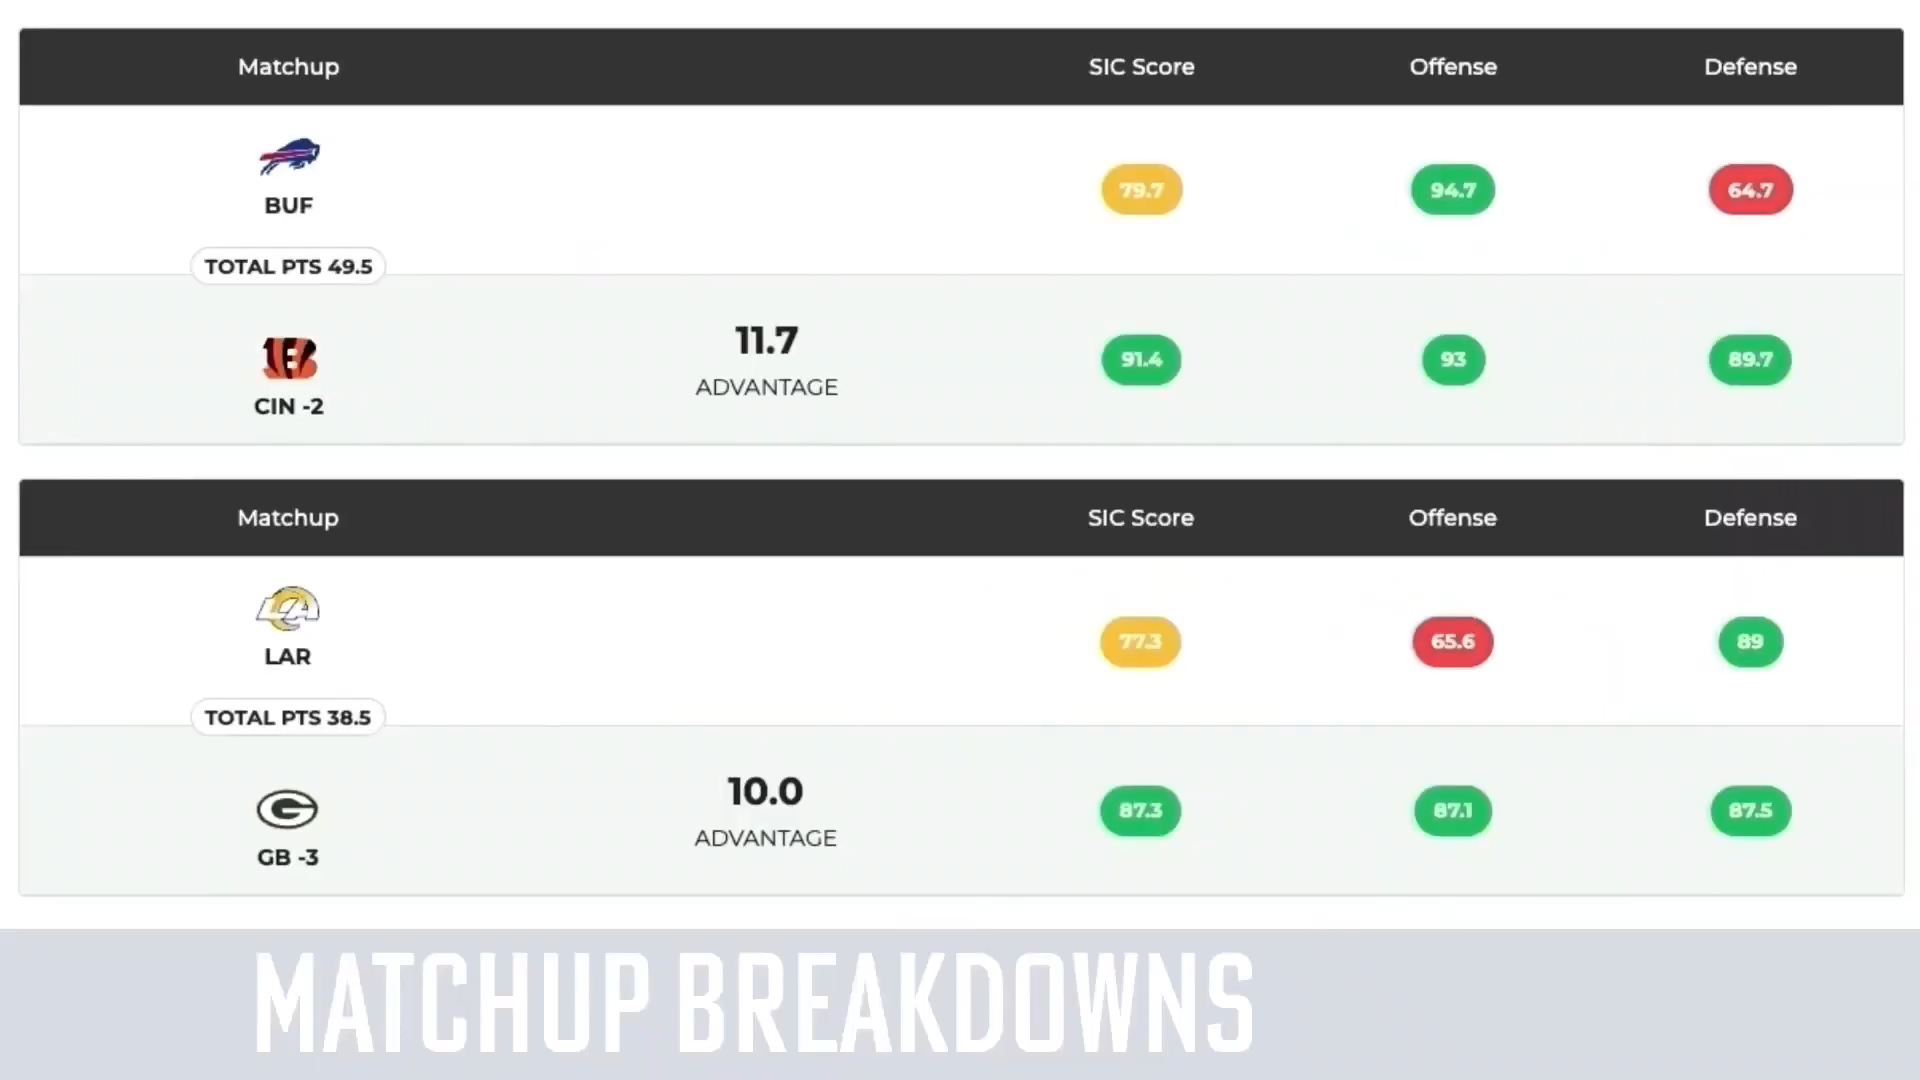 Matchup SIC Score Offense Defense
BUF 79.7 94.7 64.7
TOTAL PTS 49.5
CIN -2 11.7 ADVANTAGE 91.4 93 89.7
Matchup SIC Score Offense Defense
LAR 77.3 65.6 89
TOTAL PTS 38.5
GB -3 10.0 ADVANTAGE 87.3 87.1 87.5
MATCHUP BREAKDOWNS